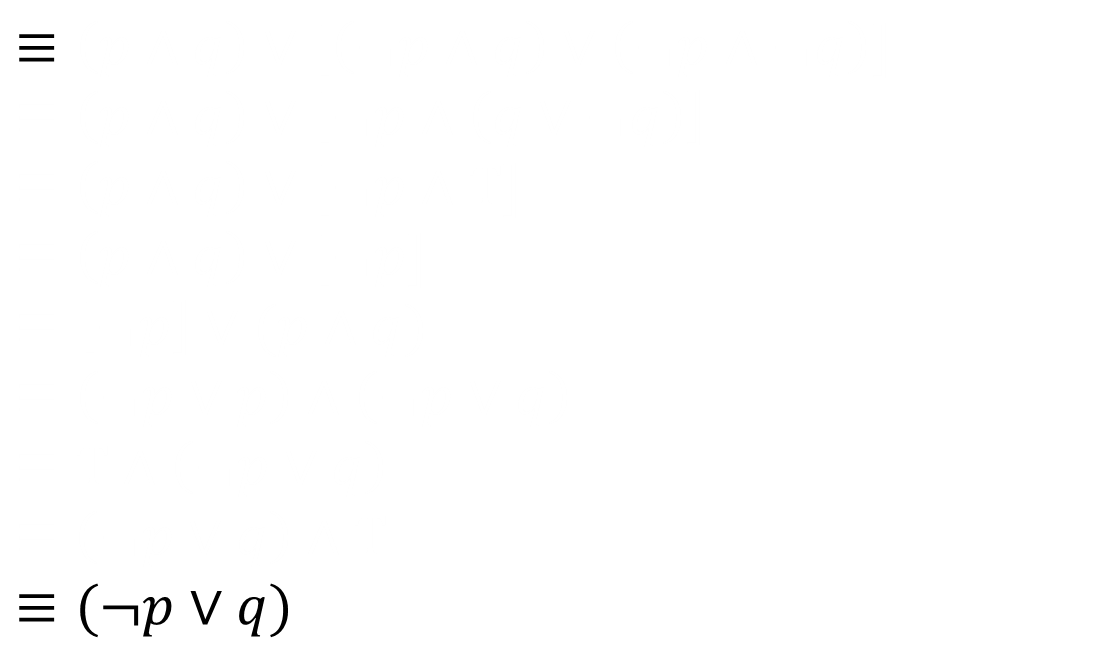 ≡
≡ (¬p ∨ q)